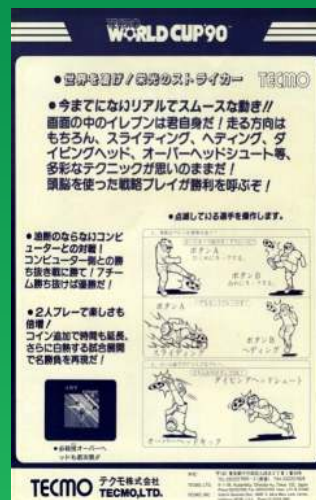 TECMO
WORLD CUP'90
●世界を蹴げ!栄光のストライカー TECMO
●今までにないリアルでスムースな動き!!
画面の中のイレブンは君自身だ!走る方向は
もちろん、スライディング、ヘディング、ダ
イビングヘッド、オーバーヘッドシュート等、
多彩なテクニックが思いのままだ!
頭脳を使った戦略プレイが勝利を呼ぶぞ!
●点滅している選手を操作します。
●油断のならないコンピ
ューターとの対戦!
コンピューター側との勝
ち抜き戦に勝て!7チー
ム勝ち抜けば優勝だ!
●2人プレーで楽しさも
倍増!
コイン追加で時間も延長。
さらに白熱する試合展開
で名勝負を再現だ!
ボタンA
ボタンB
ボタンA
スライディング
ボタンB
ヘディング
ダイビングヘッドシュート
オーバーヘッドキック
TECMO テクモ株式会社
TECMO,LTD.